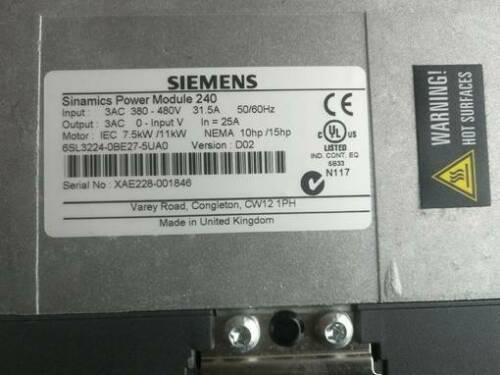 SIEMENS
Sinamics Power Module 240
Input : 3AC 380 - 480V 31.5A 50/60Hz
Output : 3AC 0 - Input V In = 25A
Motor : IEC 7.5kW /11kW NEMA 10hp /15hp
6SL3224-0BE27-5UA0 Version : D02
Serial No : XAE228-001846
Varey Road, Congleton, CW12 1PH
Made in United Kingdom
CE
C UL US
LISTED
IND. CONT. EQ
5B33
N117
WARNING!
HOT SURFACES